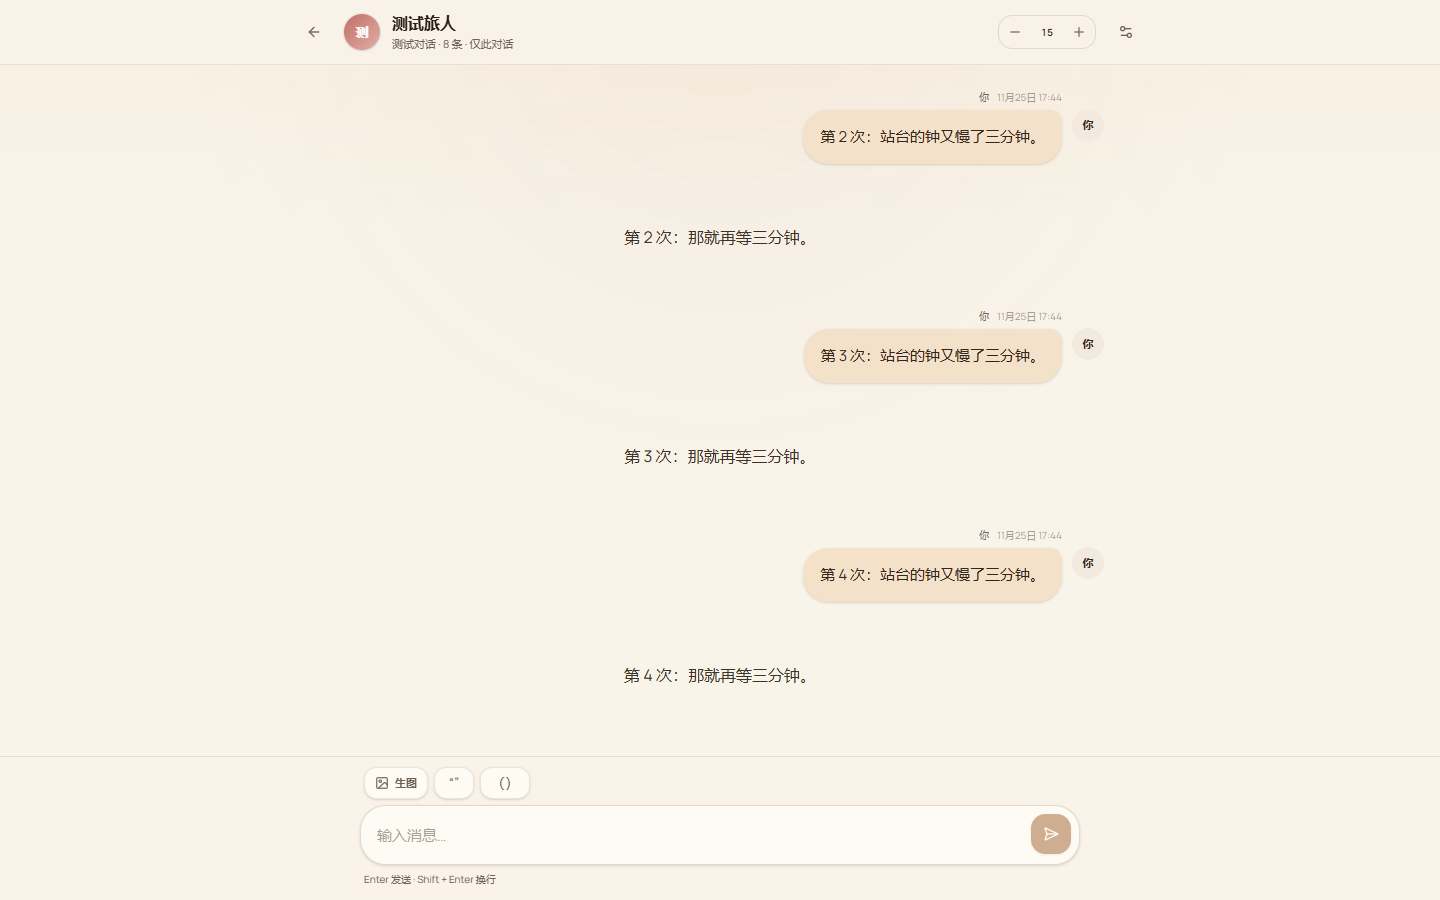 测
测试旅人
测试对话 · 8 条 · 仅此对话
15
你 11月25日 17:44
第 2 次：站台的钟又慢了三分钟。
你
第 2 次：那就再等三分钟。
你 11月25日 17:44
第 3 次：站台的钟又慢了三分钟。
你
第 3 次：那就再等三分钟。
你 11月25日 17:44
第 4 次：站台的钟又慢了三分钟。
你
第 4 次：那就再等三分钟。
生图
“”
( )
输入消息...
Enter 发送 · Shift + Enter 换行